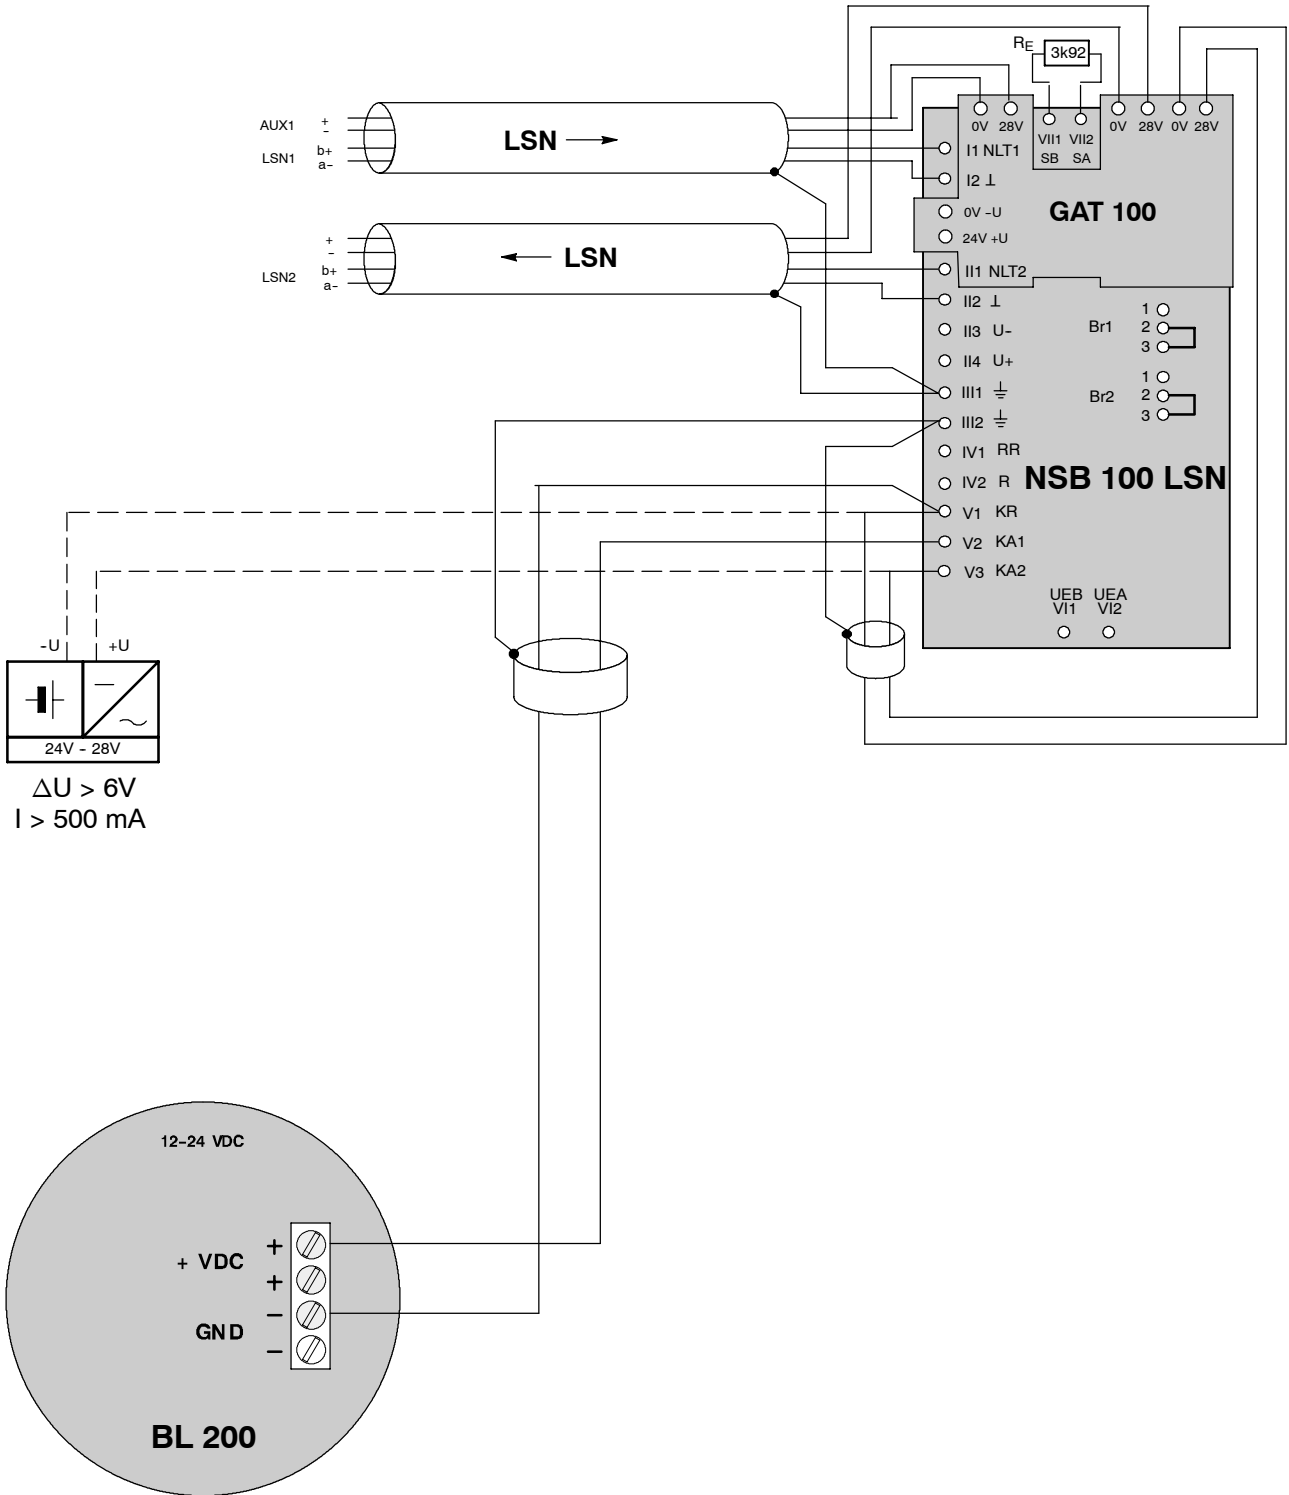 R_E 3k92
0V 28V
VII1 VII2
SB SA
0V 28V 0V 28V
AUX1 + -
LSN1 b+ a-
LSN
I1 NLT1
I2 ⊥
0V -U
24V +U
GAT 100
+
-
LSN2 b+ a-
LSN
II1 NLT2
II2 ⊥
II3 U-
II4 U+
III1 ⏚
III2 ⏚
IV1 RR
IV2 R
V1 KR
V2 KA1
V3 KA2
Br1 1 2 3
Br2 1 2 3
NSB 100 LSN
UEB UEA
VI1 VI2
-U +U
24V - 28V
ΔU > 6V
I > 500 mA
12-24 VDC
+ VDC + +
GND - -
BL 200